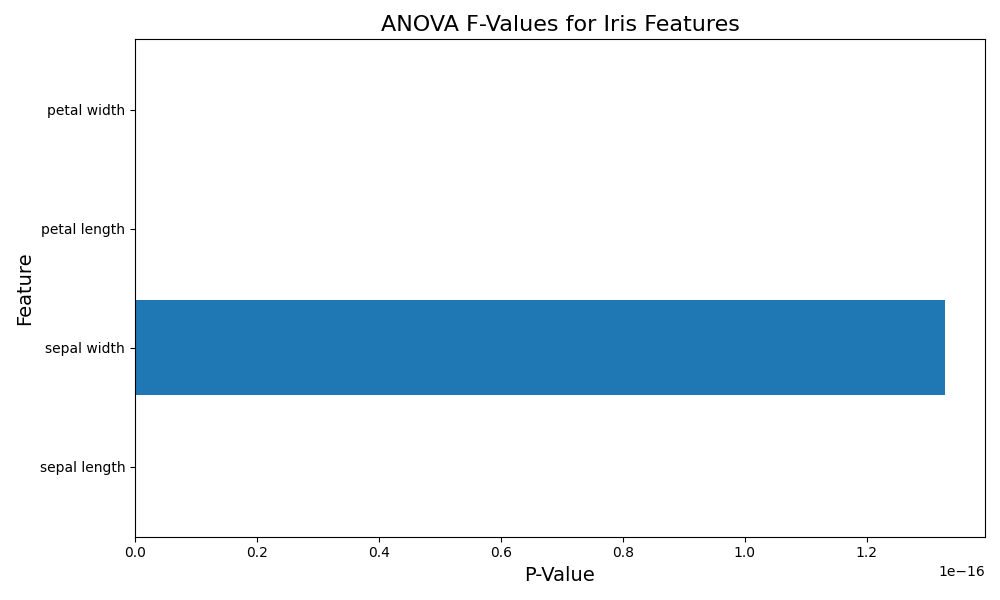 ANOVA F-Values for Iris Features
petal width
petal length
sepal width
sepal length
Feature
0.0 0.2 0.4 0.6 0.8 1.0 1.2
1e−16
P-Value